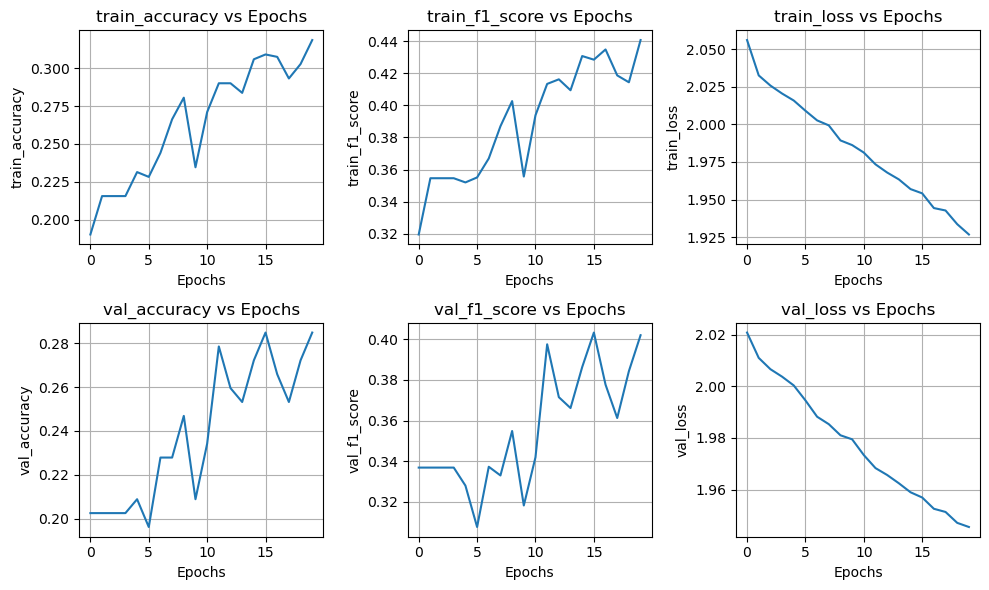 train_accuracy vs Epochs
train_accuracy
0.300
0.275
0.250
0.225
0.200
0 5 10 15
Epochs
train_f1_score vs Epochs
train_f1_score
0.44
0.42
0.40
0.38
0.36
0.34
0.32
0 5 10 15
Epochs
train_loss vs Epochs
train_loss
2.050
2.025
2.000
1.975
1.950
1.925
0 5 10 15
Epochs
val_accuracy vs Epochs
val_accuracy
0.28
0.26
0.24
0.22
0.20
0 5 10 15
Epochs
val_f1_score vs Epochs
val_f1_score
0.40
0.38
0.36
0.34
0.32
0 5 10 15
Epochs
val_loss vs Epochs
val_loss
2.02
2.00
1.98
1.96
0 5 10 15
Epochs